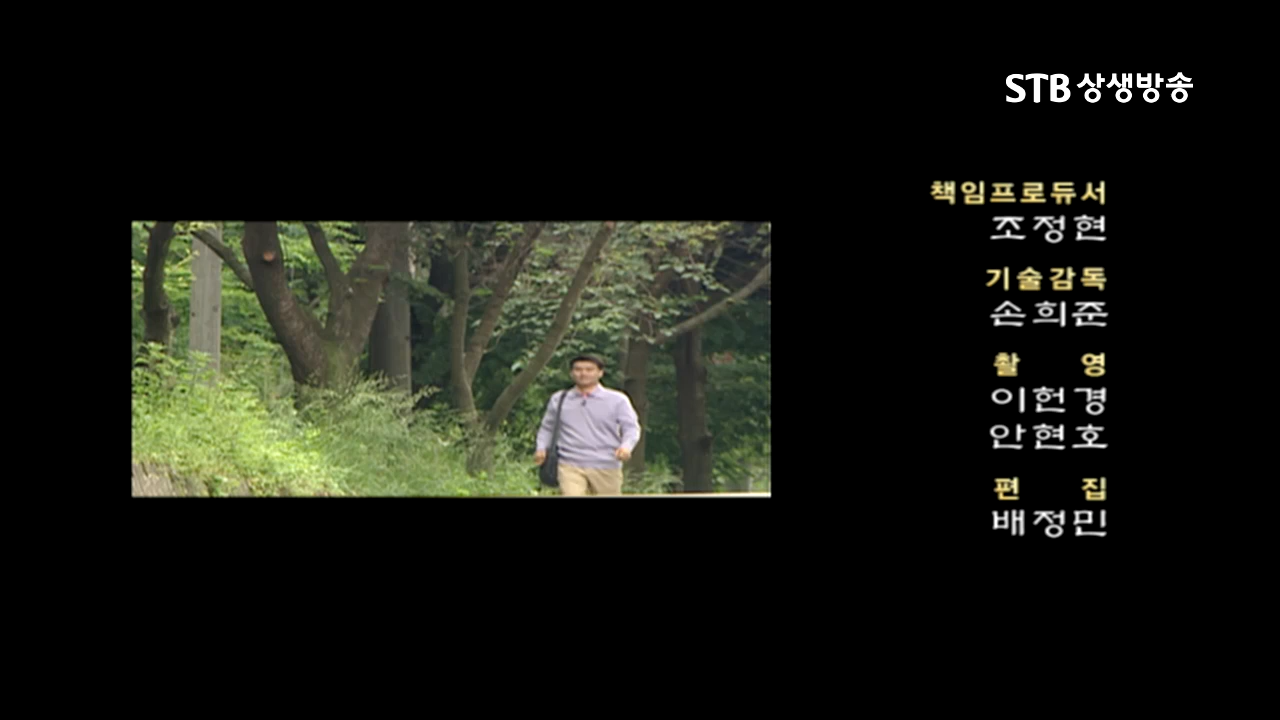 STB 상생방송
책임프로듀서
조정현
기술감독
손희준
촬 영
이헌경
안현호
편 집
배정민